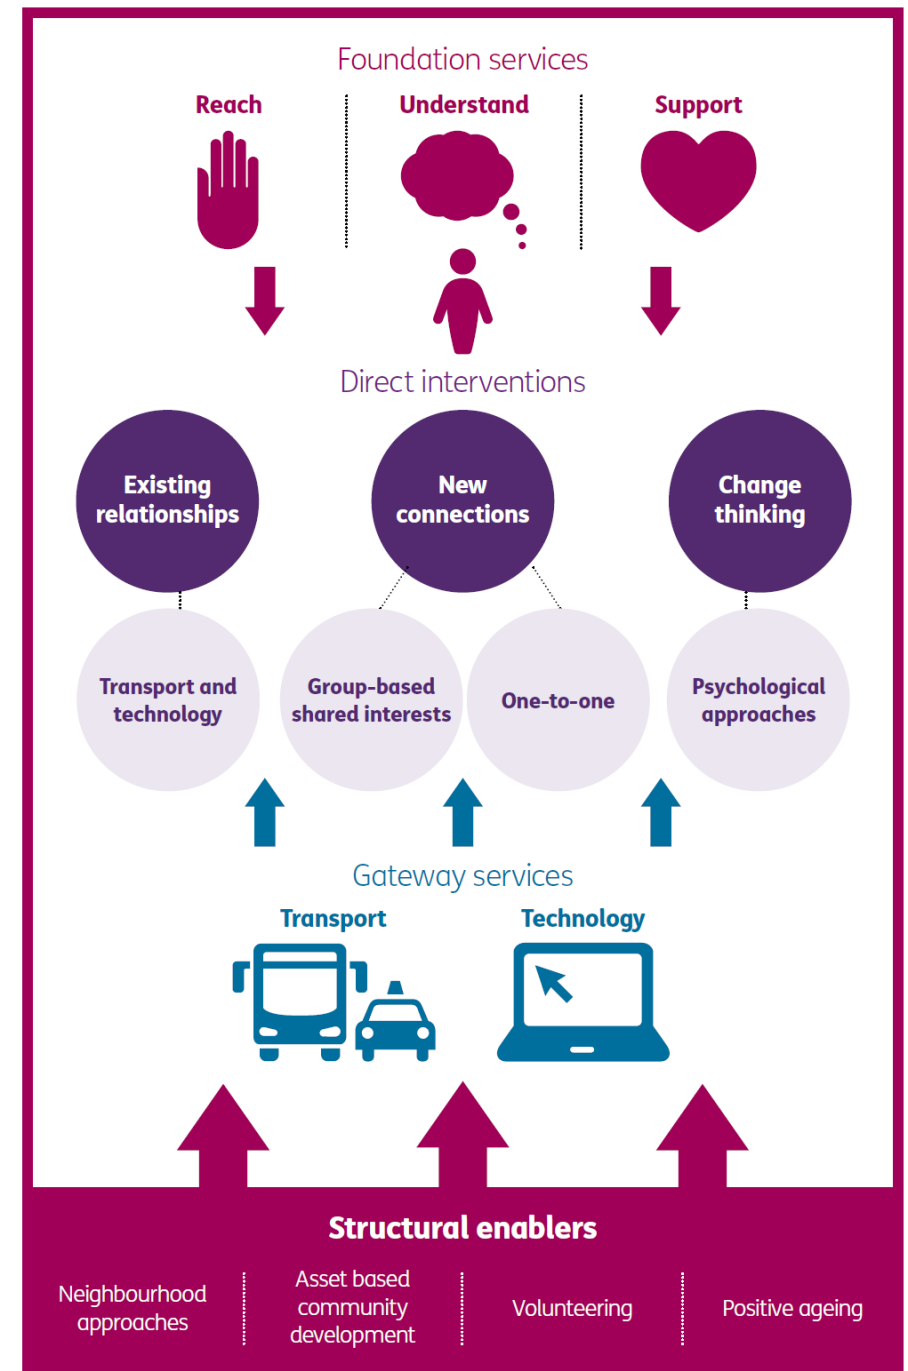 Foundation services
Reach
Understand
Support
Direct interventions
Existing
relationships
New
connections
Change
thinking
Transport and
technology
Group-based
shared interests
One-to-one
Psychological
approaches
Gateway services
Transport
Technology
Structural enablers
Neighbourhood
approaches
Asset based
community
development
Volunteering
Positive ageing